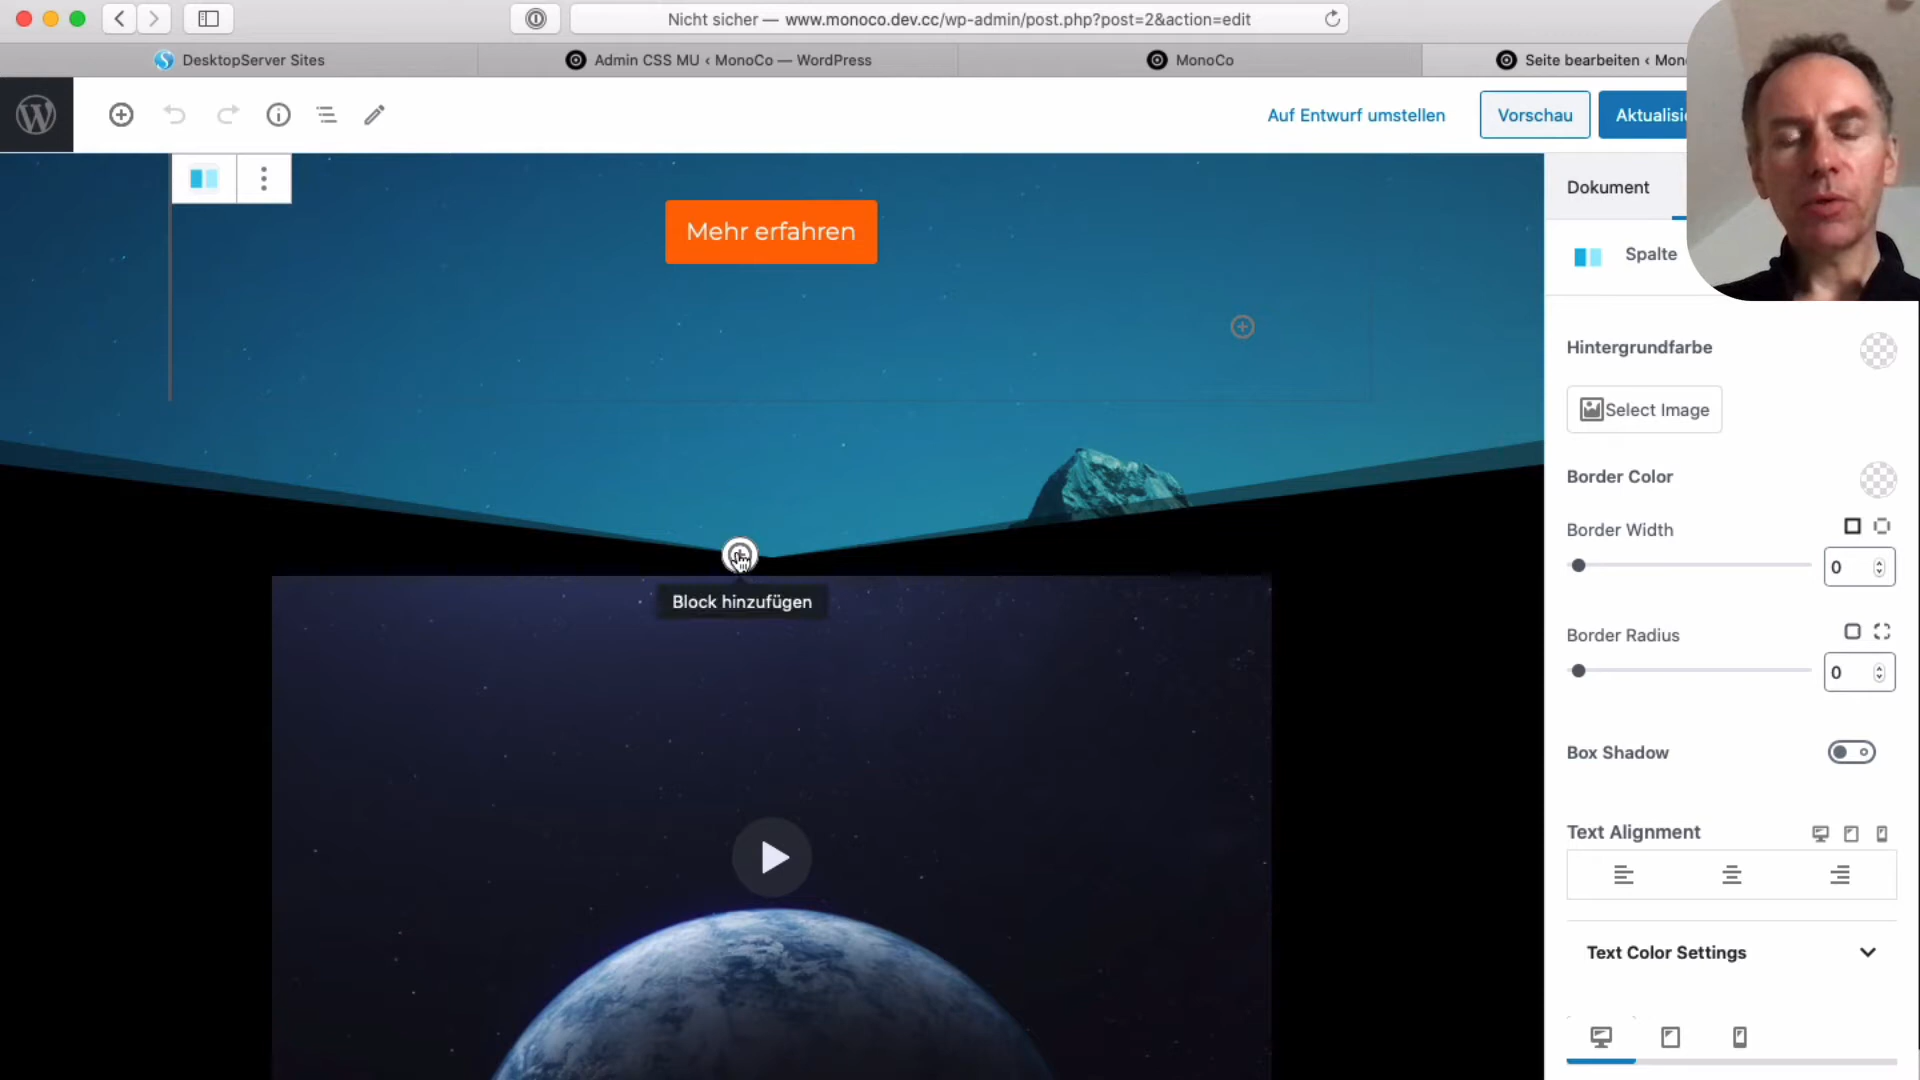 Nicht sicher — www.monoco.dev.cc/wp-admin/post.php?post=2&action=edit
DesktopServer Sites
Admin CSS MU ‹ MonoCo — WordPress
MonoCo
Seite bearbeiten ‹ Mon
Auf Entwurf umstellen
Vorschau
Aktualisi
Dokument
Mehr erfahren
Spalte
Hintergrundfarbe
Select Image
Border Color
Border Width
0
Block hinzufügen
Border Radius
0
Box Shadow
Text Alignment
Text Color Settings